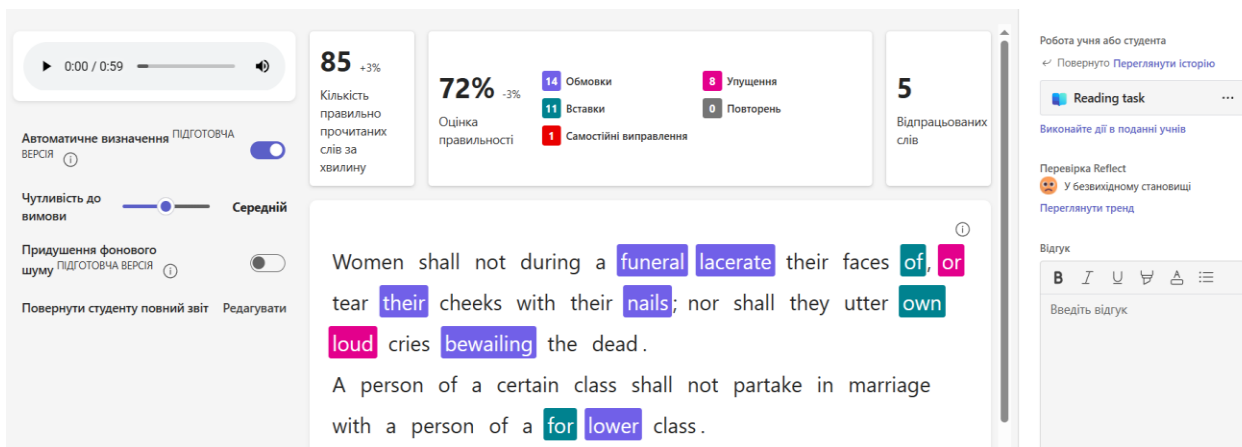 0:00 / 0:59
Автоматичне визначення ПІДГОТОВЧА
ВЕРСІЯ
Чутливість до
вимови
Середній
Придушення фонового
шуму ПІДГОТОВЧА ВЕРСІЯ
Повернути студенту повний звіт Редагувати
85 +3%
Кількість
правильно
прочитаних
слів за
хвилину
72% -3%
Оцінка
правильності
14 Обмовки
11 Вставки
1 Самостійні виправлення
8 Упущення
0 Повторень
5
Відпрацьованих
слів
Women shall not during a funeral lacerate their faces of, or
tear their cheeks with their nails; nor shall they utter own
loud cries bewailing the dead.
A person of a certain class shall not partake in marriage
with a person of a for lower class.
Робота учня або студента
Повернуто Переглянути історію
Reading task
Виконайте дії в поданні учнів
Перевірка Reflect
У безвихідному становищі
Переглянути тренд
Відгук
B I U A
Введіть відгук